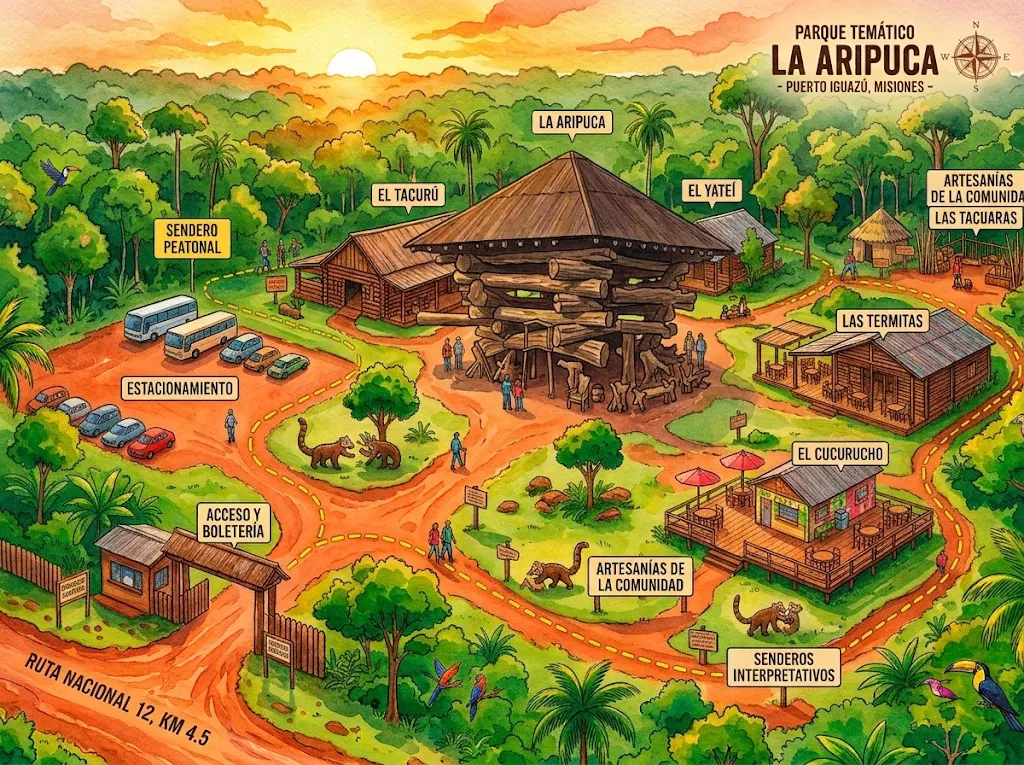 PARQUE TEMÁTICO
LA ARIPUCA
- PUERTO IGUAZÚ, MISIONES -
N
W
E
S
LA ARIPUCA
EL TACURÚ
EL YATEÍ
ARTESANÍAS
DE LA COMUNIDA
LAS TACUARAS
SENDERO
PEATONAL
LAS TERMITAS
ESTACIONAMIENTO
EL CUCURUCHO
ACCESO Y
BOLETERÍA
ARTESANÍAS DE
LA COMUNIDAD
SENDEROS
INTERPRETATIVOS
RUTA NACIONAL 12, KM 4.5